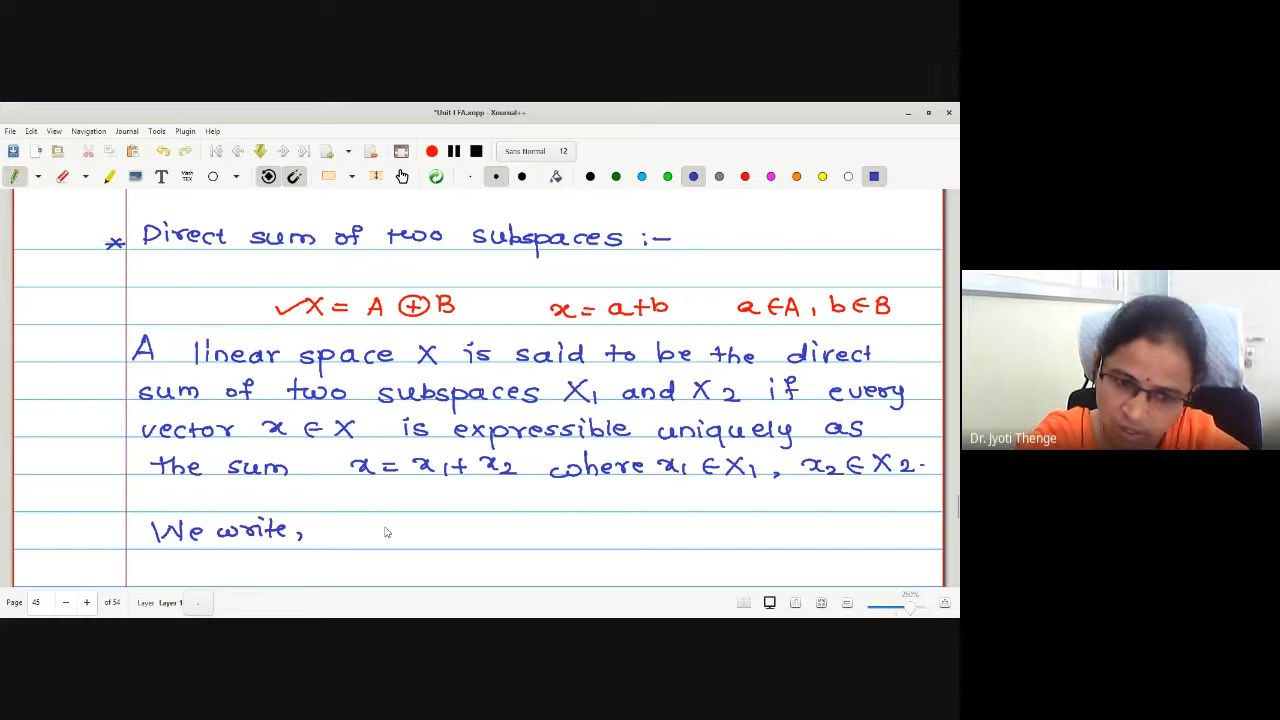 *Unit I FA.xopp - Xournal++
File Edit View Navigation Journal Tools Plugin Help
Sans Normal 12
* Direct sum of two subspaces :-
✓X = A ⊕ B x = a+b a∈A, b∈B
A linear space X is said to be the direct
sum of two subspaces X₁ and X₂ if every
vector x ∈ X is expressible uniquely as
the sum x = x₁ + x₂ where x₁ ∈ X₁, x₂ ∈ X₂.
We write,
Page 45 of 54 Layer Layer 1 260%
Dr. Jyoti Thenge